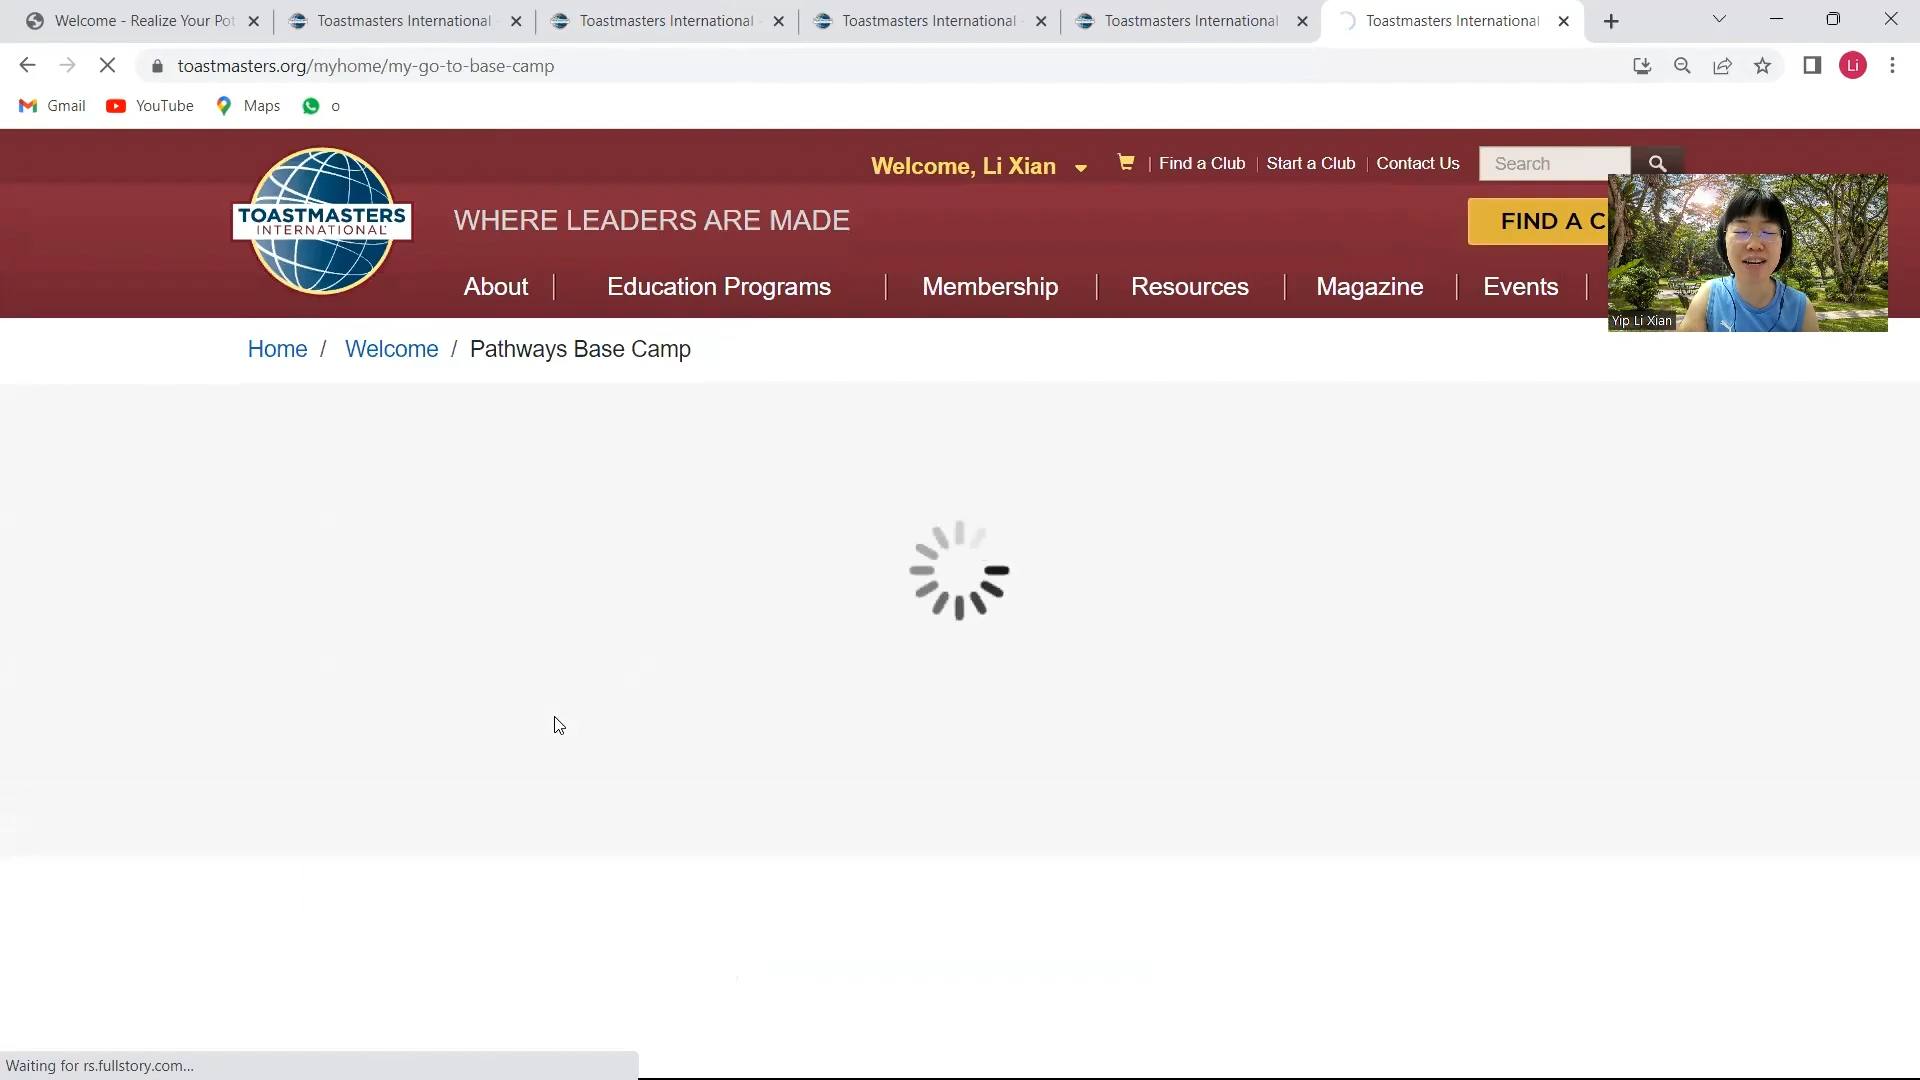 Welcome - Realize Your Pot
Toastmasters International -
Toastmasters International -
Toastmasters International -
Toastmasters International
Toastmasters International
toastmasters.org/myhome/my-go-to-base-camp
Li
Gmail
YouTube
Maps
o
Welcome, Li Xian
Find a Club
Start a Club
Contact Us
Search
TOASTMASTERS
INTERNATIONAL
WHERE LEADERS ARE MADE
FIND A C
About
Education Programs
Membership
Resources
Magazine
Events
Yip Li Xian
Home / Welcome / Pathways Base Camp
Waiting for rs.fullstory.com...